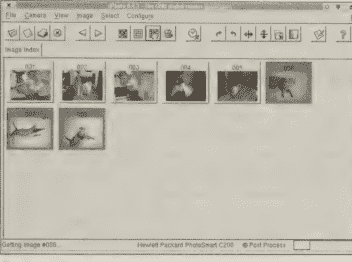 File Camera View Image Select Configure
Image Index
001 002 003 004 005 006
Getting Image #008... Hewlett Packard PhotoSmart C200 Port Process